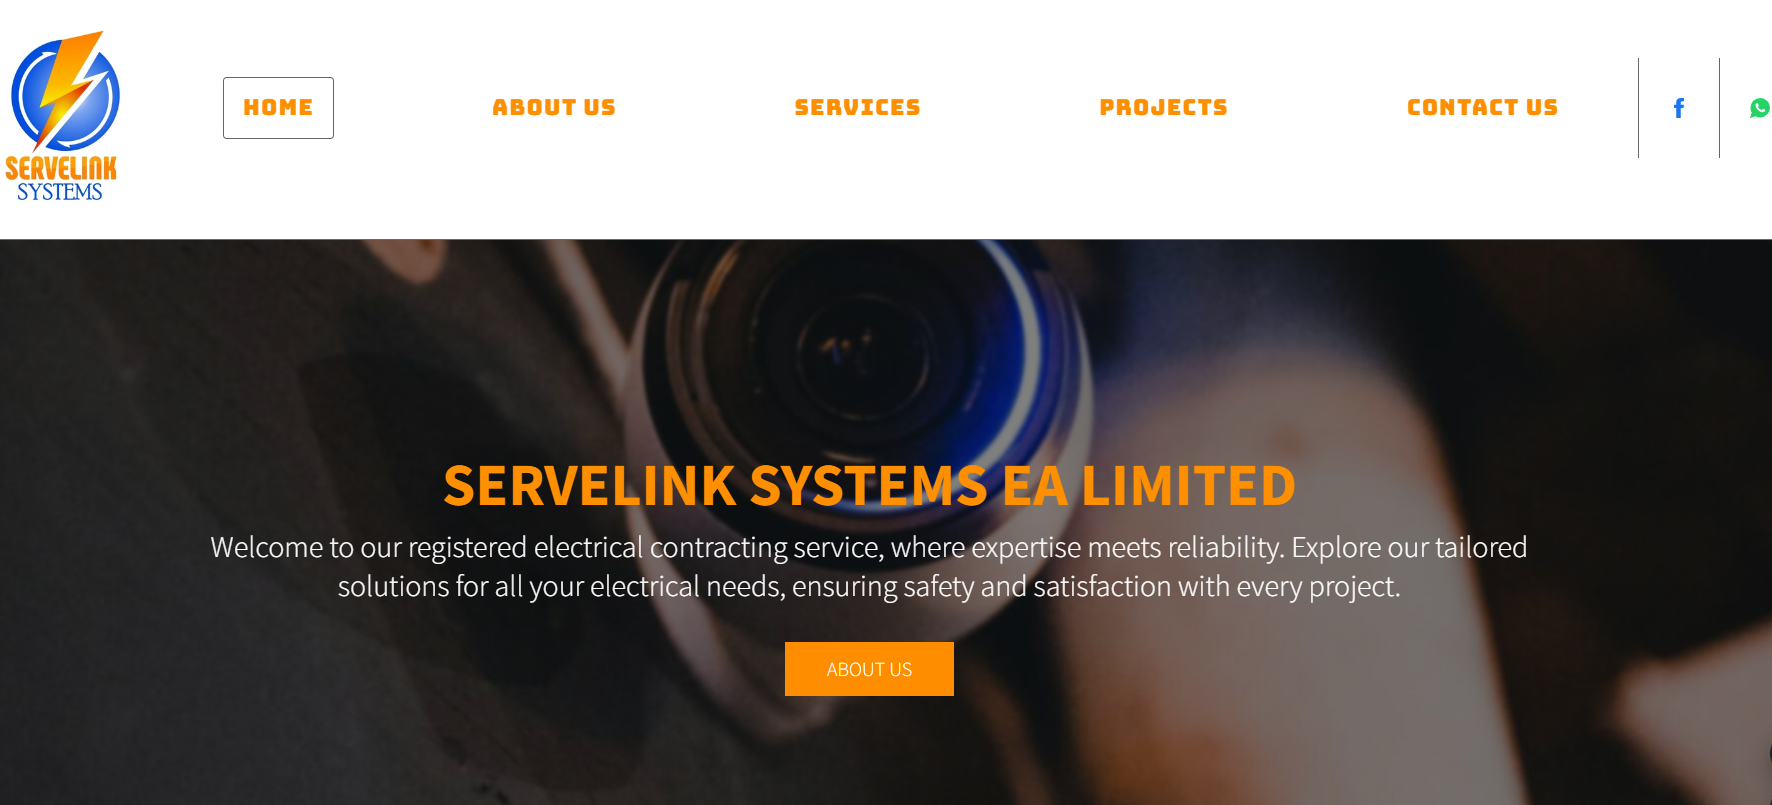 SERVELINK
SYSTEMS
HOME
ABOUT US
SERVICES
PROJECTS
CONTACT US
SERVELINK SYSTEMS EA LIMITED
Welcome to our registered electrical contracting service, where expertise meets reliability. Explore our tailored
solutions for all your electrical needs, ensuring safety and satisfaction with every project.
ABOUT US